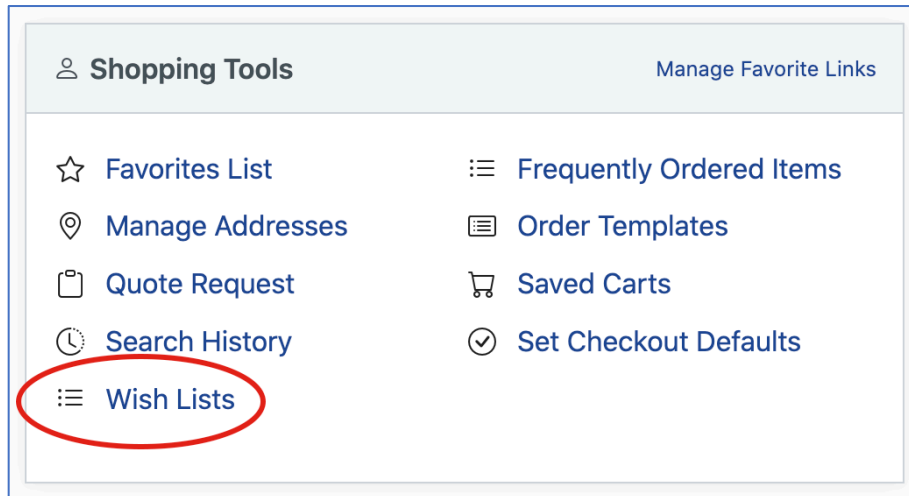 Shopping Tools
Manage Favorite Links
Favorites List
Manage Addresses
Quote Request
Search History
Wish Lists
Frequently Ordered Items
Order Templates
Saved Carts
Set Checkout Defaults